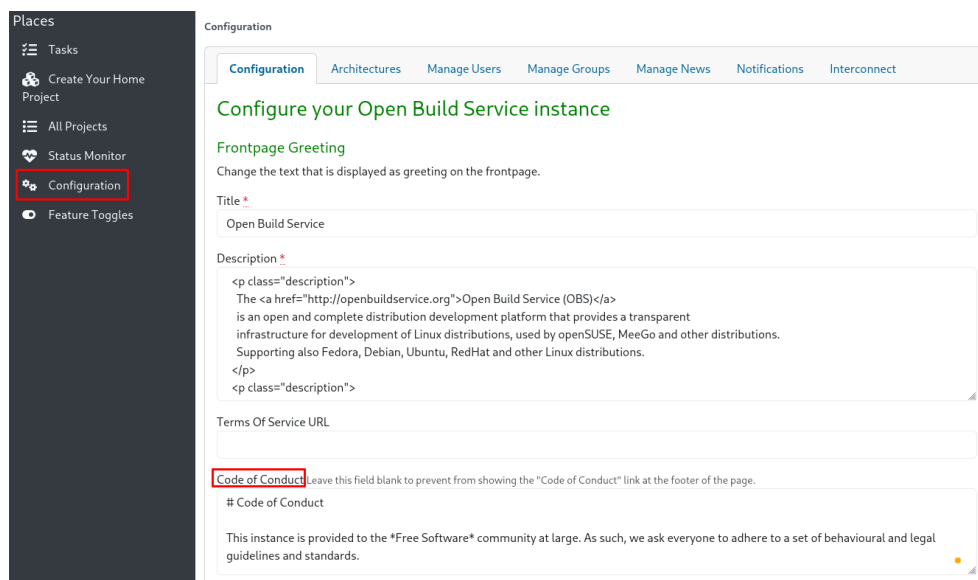 Places
Tasks
Create Your Home
Project
All Projects
Status Monitor
Configuration
Feature Toggles
Configuration
Configuration Architectures Manage Users Manage Groups Manage News Notifications Interconnect
Configure your Open Build Service instance
Frontpage Greeting
Change the text that is displayed as greeting on the frontpage.
Title *
Open Build Service
Description *
<p class="description">
The <a href="http://openbuildservice.org">Open Build Service (OBS)</a>
is an open and complete distribution development platform that provides a transparent
infrastructure for development of Linux distributions, used by openSUSE, MeeGo and other distributions.
Supporting also Fedora, Debian, Ubuntu, RedHat and other Linux distributions.
</p>
<p class="description">
Terms Of Service URL
Code of Conduct Leave this field blank to prevent from showing the "Code of Conduct" link at the footer of the page.
# Code of Conduct
This instance is provided to the *Free Software* community at large. As such, we ask everyone to adhere to a set of behavioural and legal
guidelines and standards.